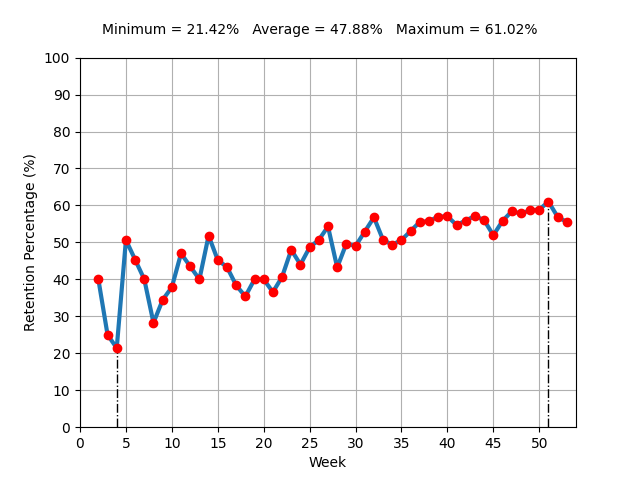 Minimum = 21.42%   Average = 47.88%   Maximum = 61.02%
100
90
80
70
60
50
40
30
20
10
0
Retention Percentage (%)
0 5 10 15 20 25 30 35 40 45 50
Week